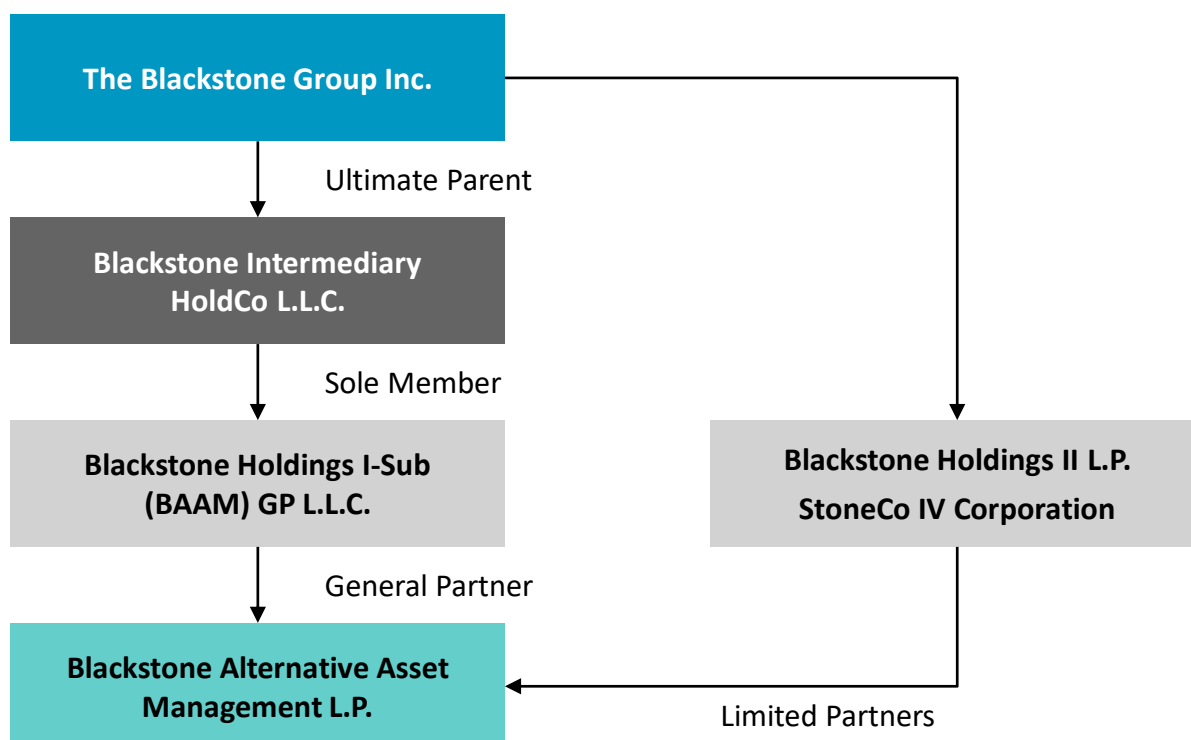 The Blackstone Group Inc.
Ultimate Parent
Blackstone Intermediary
HoldCo L.L.C.
Sole Member
Blackstone Holdings I-Sub
(BAAM) GP L.L.C.
Blackstone Holdings II L.P.
StoneCo IV Corporation
General Partner
Blackstone Alternative Asset
Management L.P.
Limited Partners